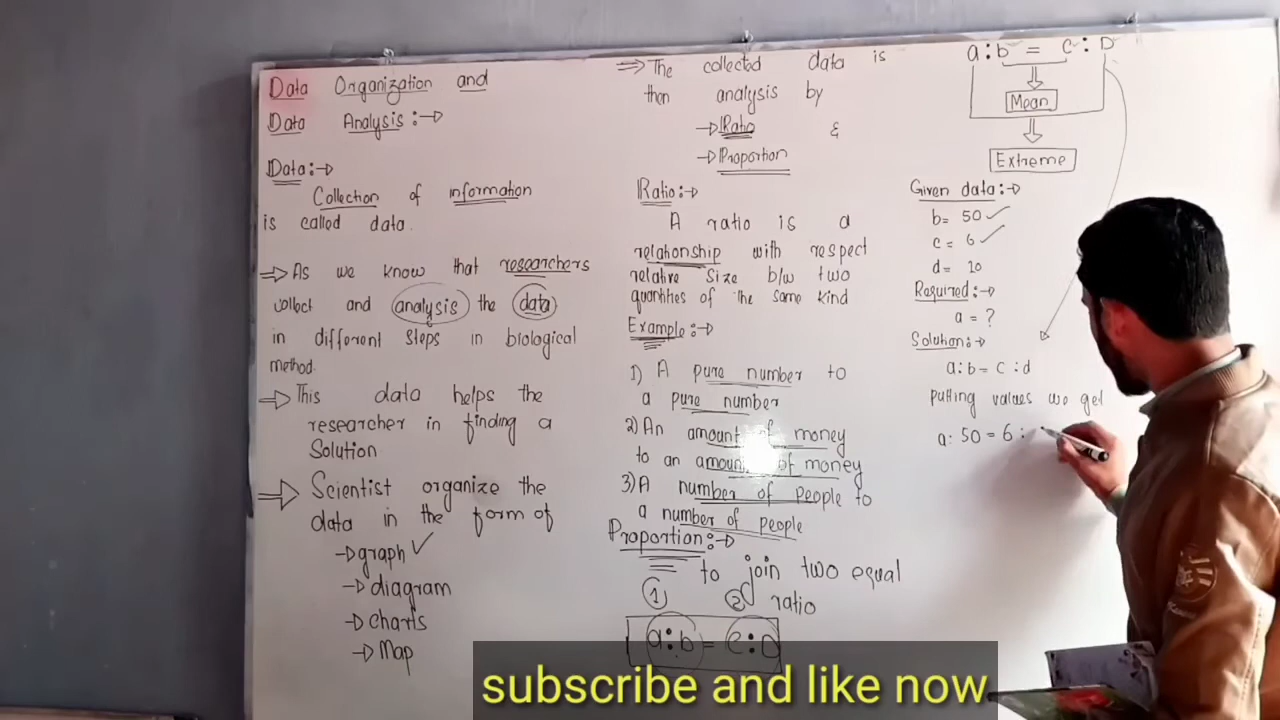 Data Organization and
Data Analysis:→
Data:→
Collection of information
is called data.
⇒ As we know that researchers
collect and analysis the data
in different steps in biological
method.
⇒ This data helps the
researcher in finding a
Solution
⇒ Scientist organize the
data in the form of
→ graph ✓
→ diagram
→ charts
→ Map
⇒ The collected data is
then analysis by
→ Ratio &
→ Proportion
Ratio:→
A ratio is a
relationship with respect
relative size b/w two
quantities of the same kind
Example:→
1) A pure number to
a pure number
2) An amount of money
to an amount of money
3) A number of People to
a number of people
Proportion:→
to join two equal
ratio
① ②
a:b = c:D
a:b = c:D
Mean
Extreme
Given data:→
b= 50 ✓
c = 6 ✓
d = 10
Required:→
a = ?
Solution:→
a:b = c:d
Putting values we get
a: 50 = 6 :
subscribe and like now